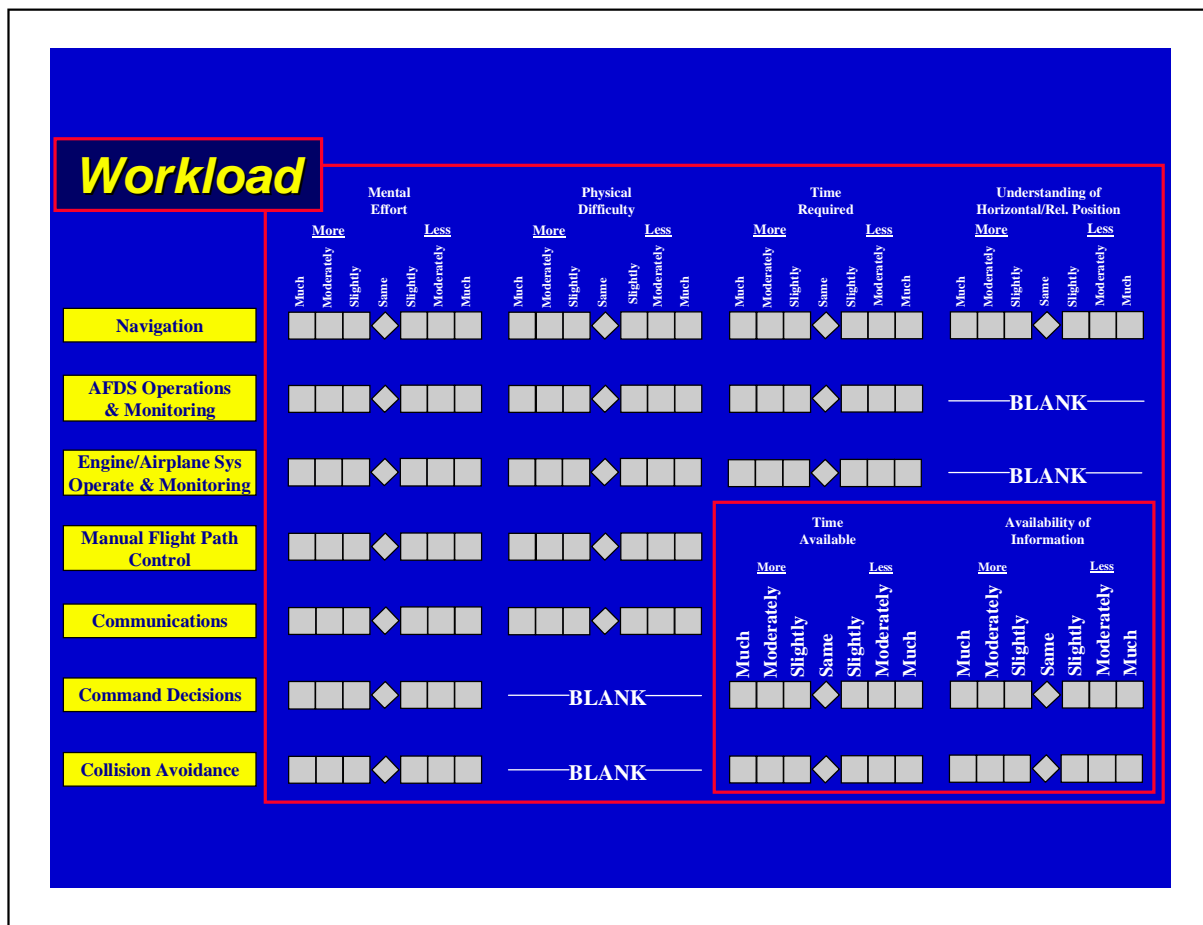 Workload
Mental
Effort
Physical
Difficulty
Time
Required
Understanding of
Horizontal/Rel. Position
More Less More Less More Less More Less
Much Moderately Slightly Same Slightly Moderately Much Much Moderately Slightly Same Slightly Moderately Much Much Moderately Slightly Same Slightly Moderately Much Much Moderately Slightly Same Slightly Moderately Much
Navigation
AFDS Operations
& Monitoring
BLANK
Engine/Airplane Sys
Operate & Monitoring
BLANK
Manual Flight Path
Control
Time
Available
Availability of
Information
More Less More Less
Much Moderately Slightly Same Slightly Moderately Much Much Moderately Slightly Same Slightly Moderately Much
Communications
Command Decisions
BLANK
Collision Avoidance
BLANK